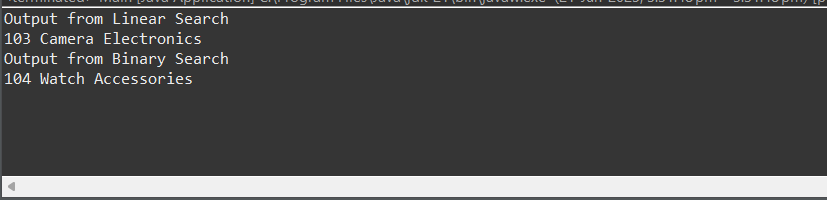 Output from Linear Search
103 Camera Electronics
Output from Binary Search
104 Watch Accessories